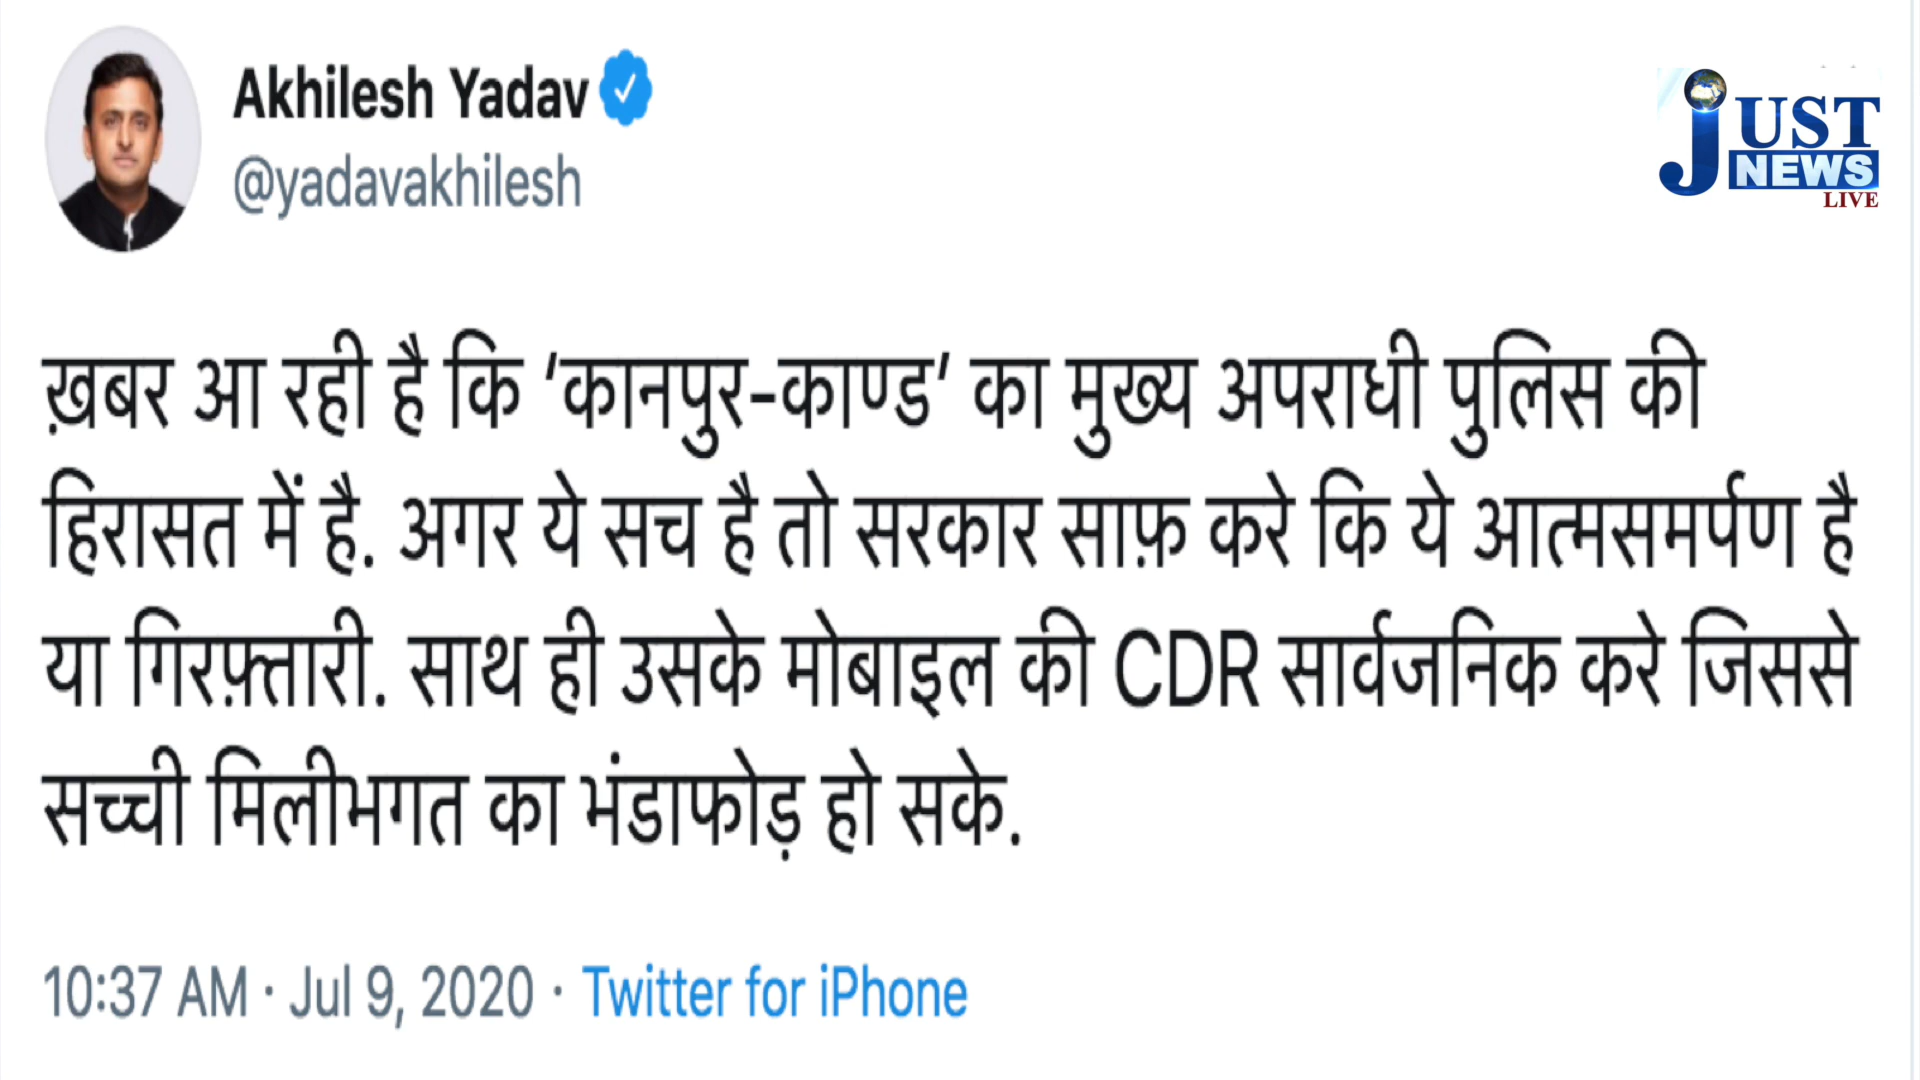 Akhilesh Yadav
@yadavakhilesh
JUST
NEWS
LIVE
ख़बर आ रही है कि ‘कानपुर-काण्ड’ का मुख्य अपराधी पुलिस की
हिरासत में है. अगर ये सच है तो सरकार साफ़ करे कि ये आत्मसमर्पण है
या गिरफ़्तारी. साथ ही उसके मोबाइल की CDR सार्वजनिक करे जिससे
सच्ची मिलीभगत का भंडाफोड़ हो सके.
10:37 AM · Jul 9, 2020 · Twitter for iPhone